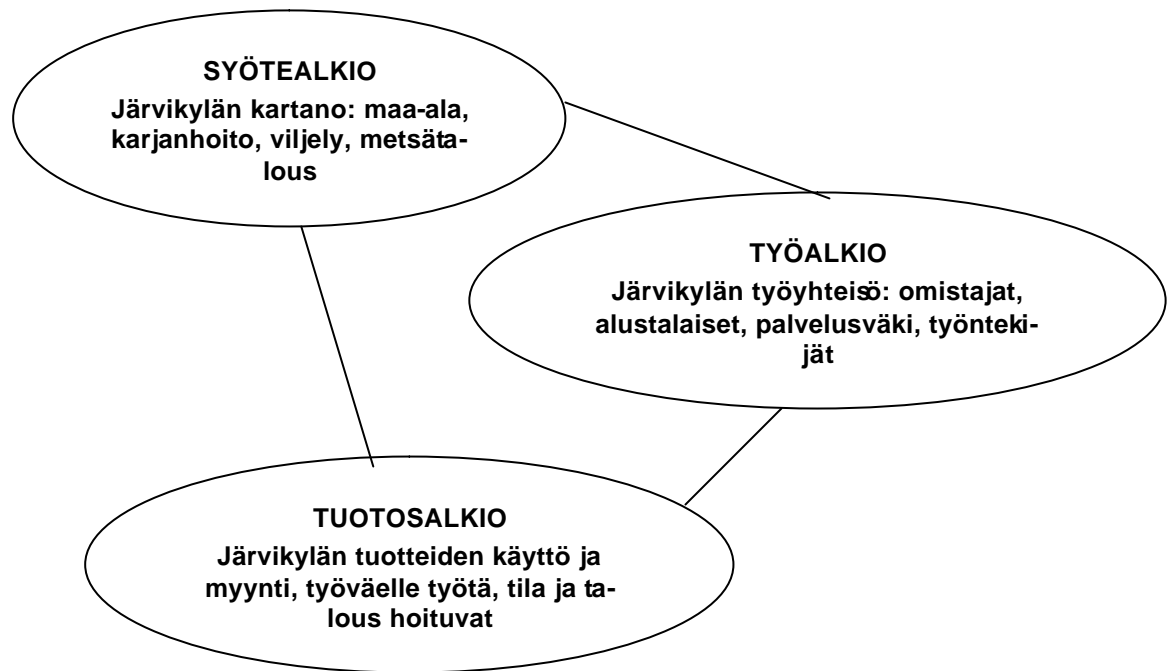 SYÖTEALKIO
Järvikylän kartano: maa-ala,
karjanhoito, viljely, metsäta-
lous
TYÖALKIO
Järvikylän työyhteisö: omistajat,
alustalaiset, palvelusväki, työnteki-
jät
TUOTOSALKIO
Järvikylän tuotteiden käyttö ja
myynti, työväelle työtä, tila ja ta-
lous hoituvat